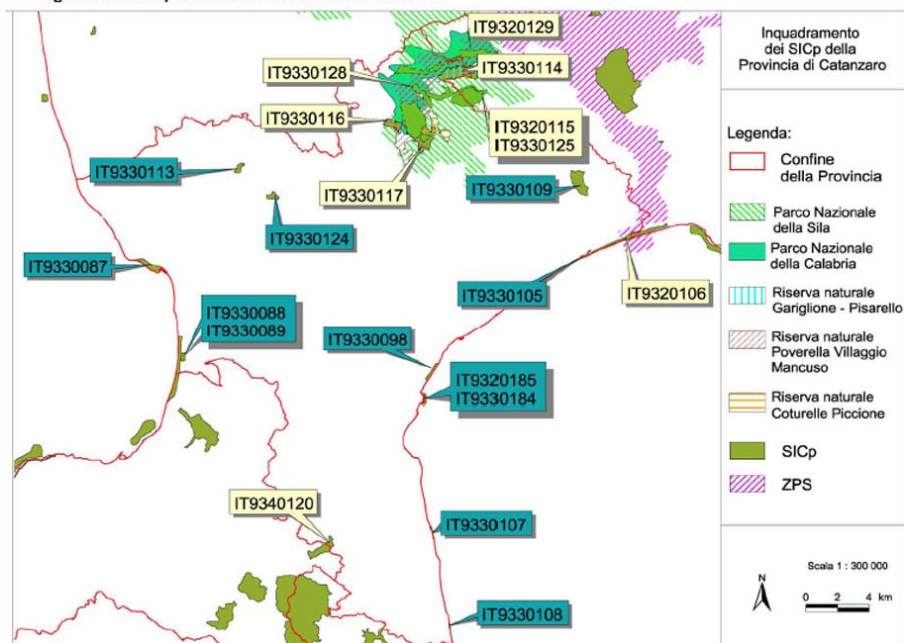 IT9320129
IT9330128
IT9330114
IT9330116
IT9320115
IT9330125
IT9330113
IT9330117
IT9330109
IT9330124
IT9330087
IT9330105
IT9320106
IT9330088
IT9330089
IT9330098
IT9320185
IT9330184
IT9340120
IT9330107
IT9330108
Inquadramento
dei SICp della
Provincia di Catanzaro
Legenda:
Confine
della Provincia
Parco Nazionale
della Sila
Parco Nazionale
della Calabria
Riserva naturale
Gariglione - Pisarello
Riserva naturale
Poverella Villaggio
Mancuso
Riserva naturale
Coturelle Piccione
SICp
ZPS
Scala 1 : 300 000
N
0 2 4 km